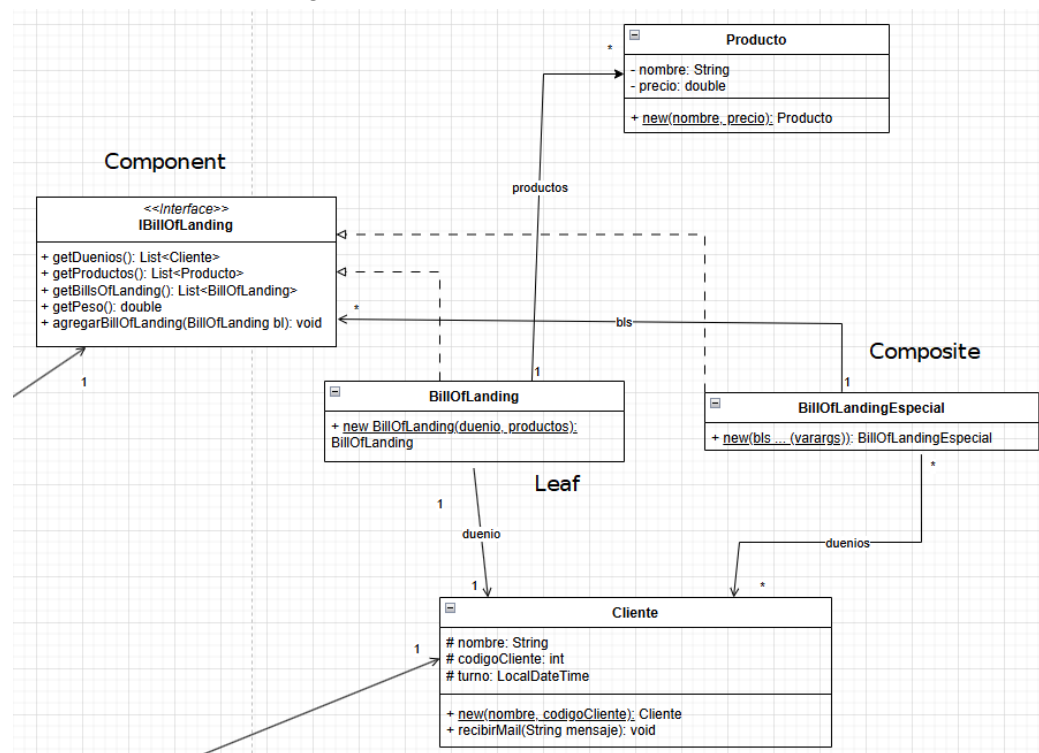 Producto
*
- nombre: String
- precio: double
+ new(nombre, precio): Producto
Component
productos
<<Interface>>
IBillOfLanding
+ getDuenios(): List<Cliente>
+ getProductos(): List<Producto>
+ getBillsOfLanding(): List<BillOfLanding>
+ getPeso(): double
+ agregarBillOfLanding(BillOfLanding bl): void
*
bls
Composite
1
1
1
BillOfLanding
+ new BillOfLanding(duenio, productos):
BillOfLanding
BillOfLandingEspecial
+ new(bls ... (varargs)): BillOfLandingEspecial
*
Leaf
1
duenio
duenios
1
*
Cliente
# nombre: String
# codigoCliente: int
# turno: LocalDateTime
1
+ new(nombre, codigoCliente): Cliente
+ recibirMail(String mensaje): void